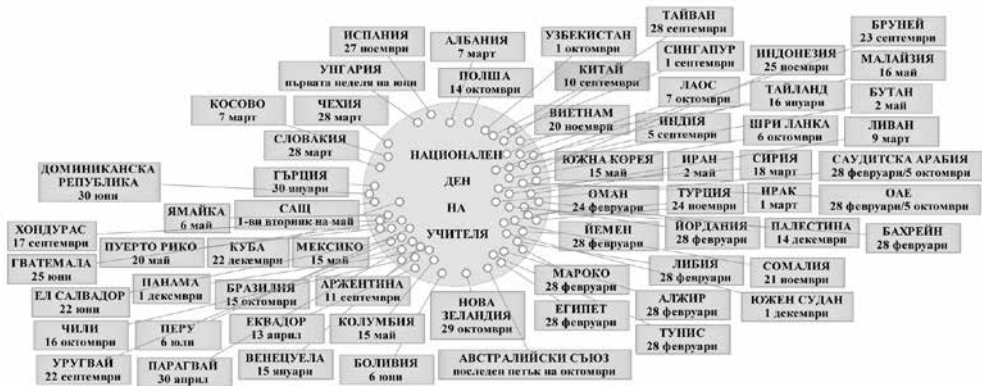 ИСПАНИЯ
27 ноември
АЛБАНИЯ
7 март
УЗБЕКИСТАН
1 октомври
ТАЙВАН
28 септември
БРУНЕЙ
23 септември
УНГАРИЯ
първата неделя на юни
ПОЛША
14 октомври
КИТАЙ
10 септември
СИНГАПУР
1 септември
ИНДОНЕЗИЯ
25 ноември
МАЛАЙЗИЯ
16 май
КОСОВО
7 март
ЧЕХИЯ
28 март
ВИЕТНАМ
20 ноември
ЛАОС
7 октомври
ТАЙЛАНД
16 януари
БУТАН
2 май
СЛОВАКИЯ
28 март
ИНДИЯ
5 септември
ШРИ ЛАНКА
6 октомври
ЛИВАН
9 март
НАЦИОНАЛЕН
ДЕН
НА
УЧИТЕЛЯ
ДОМИНИКАНСКА
РЕПУБЛИКА
30 юни
ГЪРЦИЯ
30 януари
ЮЖНА КОРЕЯ
15 май
ИРАН
2 май
СИРИЯ
18 март
САУДИТСКА АРАБИЯ
28 февруари/5 октомври
ЯМАЙКА
6 май
САЩ
1-ви вторник на май
ОМАН
24 февруари
ТУРЦИЯ
24 ноември
ИРАК
1 март
ОАЕ
28 февруари/5 октомври
ХОНДУРАС
17 септември
ПУЕРТО РИКО
20 май
КУБА
22 декември
МЕКСИКО
15 май
ЙЕМЕН
28 февруари
ЙОРДАНИЯ
28 февруари
ПАЛЕСТИНА
14 декември
БАХРЕЙН
28 февруари
ГВАТЕМАЛА
25 юни
ПАНАМА
1 декември
БРАЗИЛИЯ
15 октомври
АРЖЕНТИНА
11 септември
МАРОКО
28 февруари
ЛИБИЯ
28 февруари
СОМАЛИЯ
21 ноември
ЕЛ САЛВАДОР
22 юни
НОВА
ЗЕЛАНДИЯ
29 октомври
ЕГИПЕТ
28 февруари
АЛЖИР
28 февруари
ЮЖЕН СУДАН
1 декември
ЧИЛИ
16 октомври
ПЕРУ
6 юли
ЕКВАДОР
13 април
КОЛУМБИЯ
15 май
ТУНИС
28 февруари
УРУГВАЙ
22 септември
ПАРАГВАЙ
30 април
ВЕНЕЦУЕЛА
15 януари
БОЛИВИЯ
6 юни
АВСТРАЛИЙСКИ СЪЮЗ
последен петък на октомври